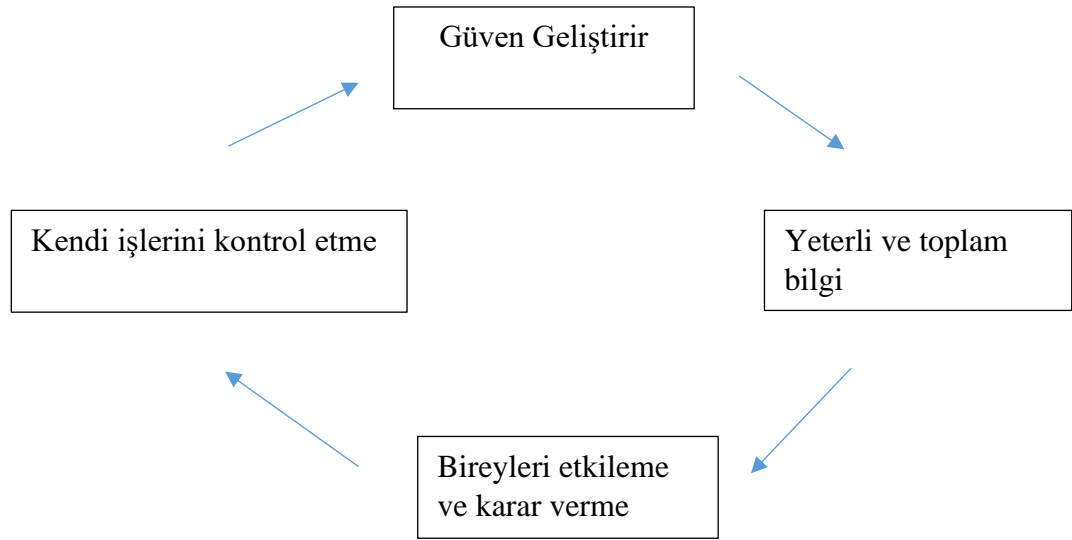 Güven Geliştirir
Kendi işlerini kontrol etme
Yeterli ve toplam
bilgi
Bireyleri etkileme
ve karar verme